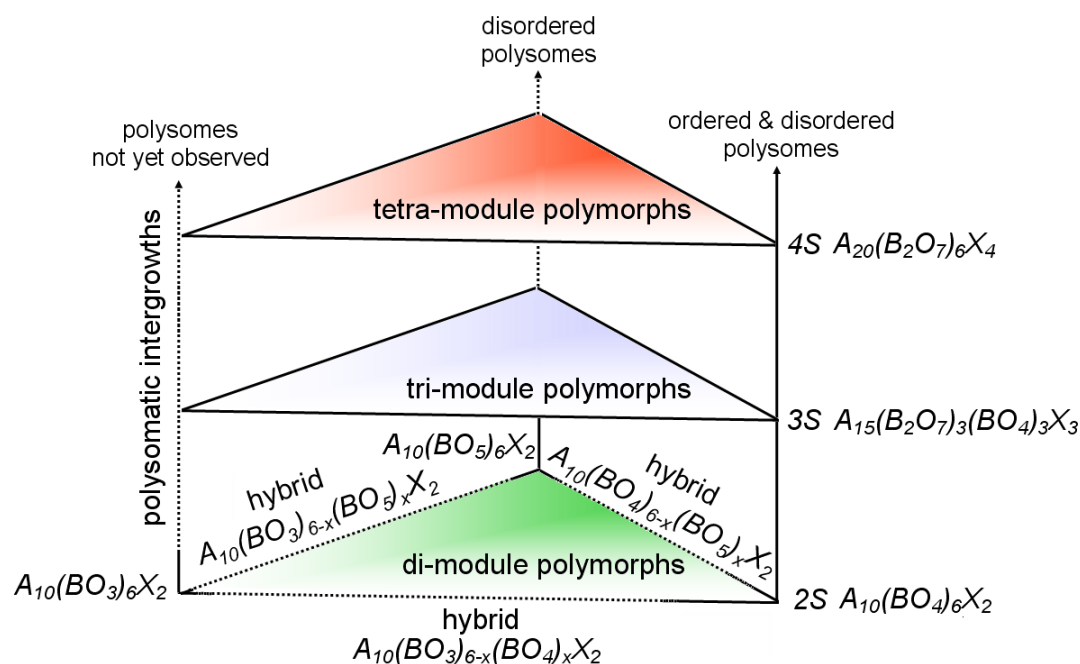 disordered
polysomes
polysomes
not yet observed
ordered & disordered
polysomes
polysomatic intergrowths
tetra-module polymorphs
4S A₂₀(B₂O₇)₆X₄
tri-module polymorphs
3S A₁₅(B₂O₇)₃(BO₄)₃X₃
A₁₀(BO₅)₆X₂
hybrid
A₁₀(BO₃)₆₋ₓ(BO₅)ₓX₂
hybrid
A₁₀(BO₄)₆₋ₓ(BO₅)ₓX₂
di-module polymorphs
A₁₀(BO₃)₆X₂
2S A₁₀(BO₄)₆X₂
hybrid
A₁₀(BO₃)₆₋ₓ(BO₄)ₓX₂